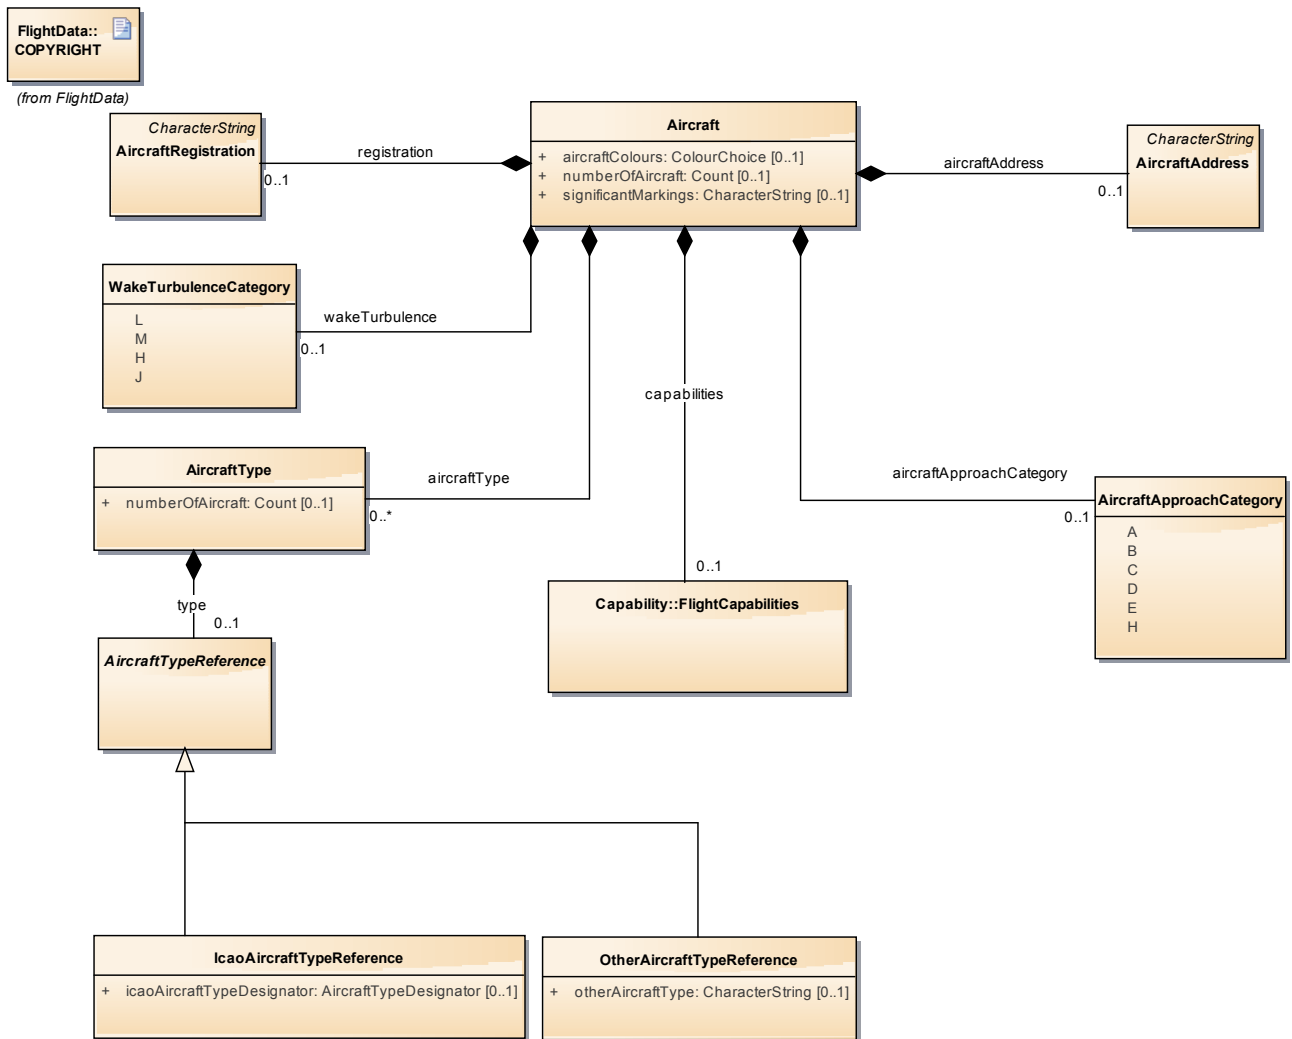 FlightData::
COPYRIGHT
(from FlightData)
CharacterString
AircraftRegistration
0..1
registration
Aircraft
+ aircraftColours: ColourChoice [0..1]
+ numberOfAircraft: Count [0..1]
+ significantMarkings: CharacterString [0..1]
aircraftAddress
0..1
CharacterString
AircraftAddress
WakeTurbulenceCategory
L
M
H
J
wakeTurbulence
0..1
AircraftType
+ numberOfAircraft: Count [0..1]
aircraftType
0..*
capabilities
0..1
Capability::FlightCapabilities
aircraftApproachCategory
0..1
AircraftApproachCategory
A
B
C
D
E
H
type
0..1
AircraftTypeReference
IcaoAircraftTypeReference
+ icaoAircraftTypeDesignator: AircraftTypeDesignator [0..1]
OtherAircraftTypeReference
+ otherAircraftType: CharacterString [0..1]